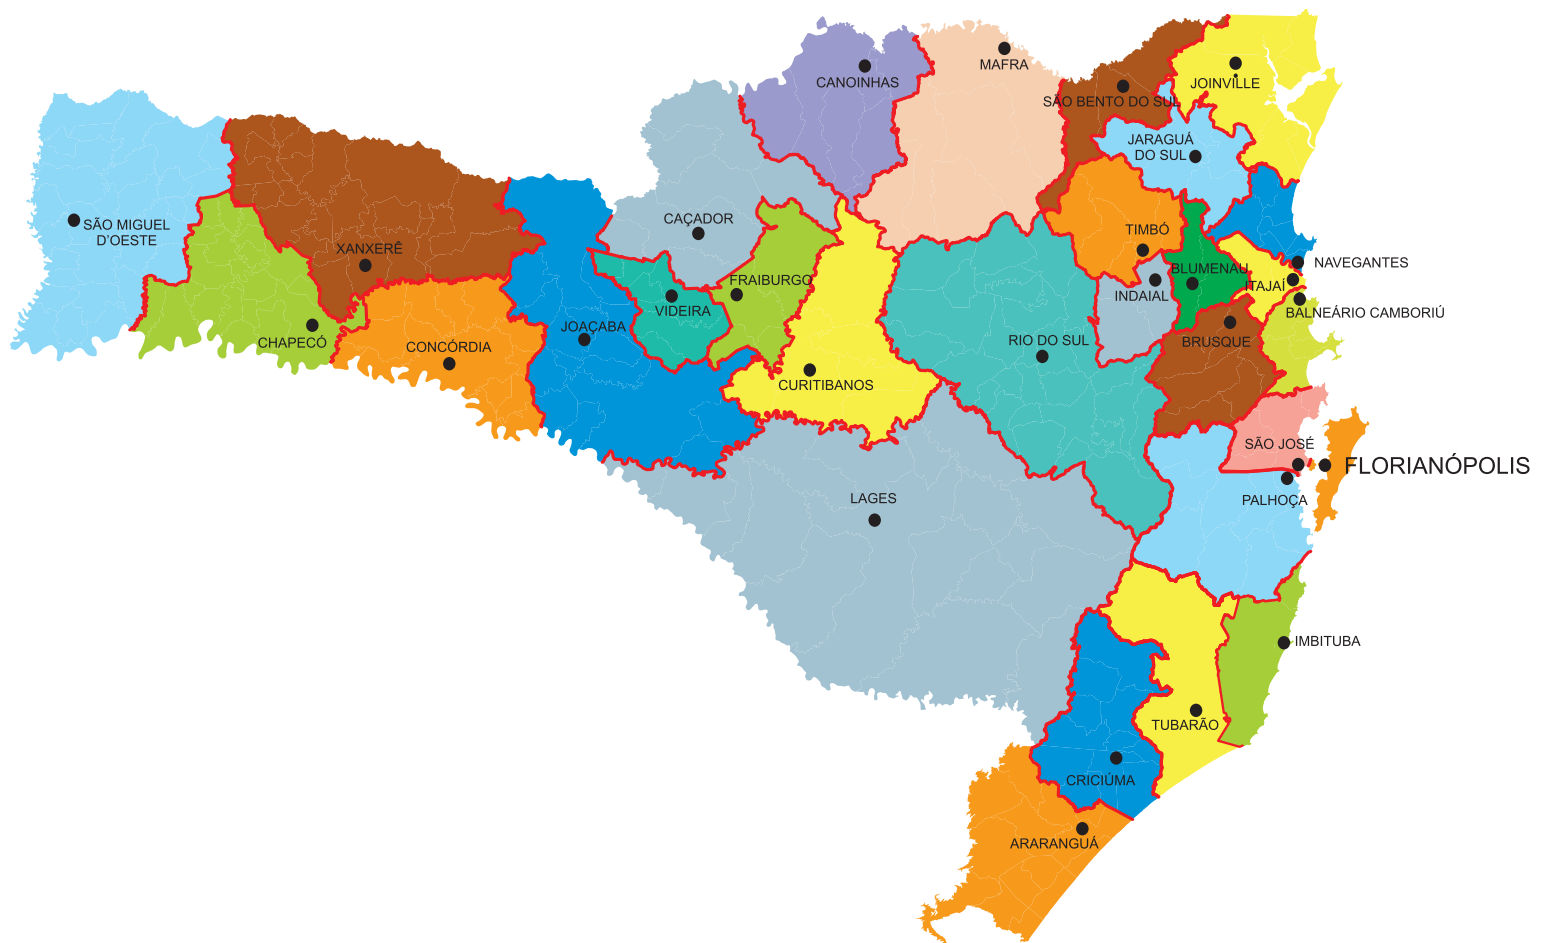 MAFRA
CANOINHAS
JOINVILLE
SÃO BENTO DO SUL
JARAGUÁ
DO SUL
CAÇADOR
SÃO MIGUEL
D'OESTE
TIMBÓ
XANXERÊ
NAVEGANTES
BLUMENAU
FRAIBURGO
ITAJAÍ
INDAIAL
VIDEIRA
BALNEÁRIO CAMBORIÚ
JOAÇABA
RIO DO SUL
CHAPECÓ
BRUSQUE
CONCÓRDIA
CURITIBANOS
SÃO JOSÉ
FLORIANÓPOLIS
LAGES
PALHOÇA
IMBITUBA
TUBARÃO
CRICIÚMA
ARARANGUÁ